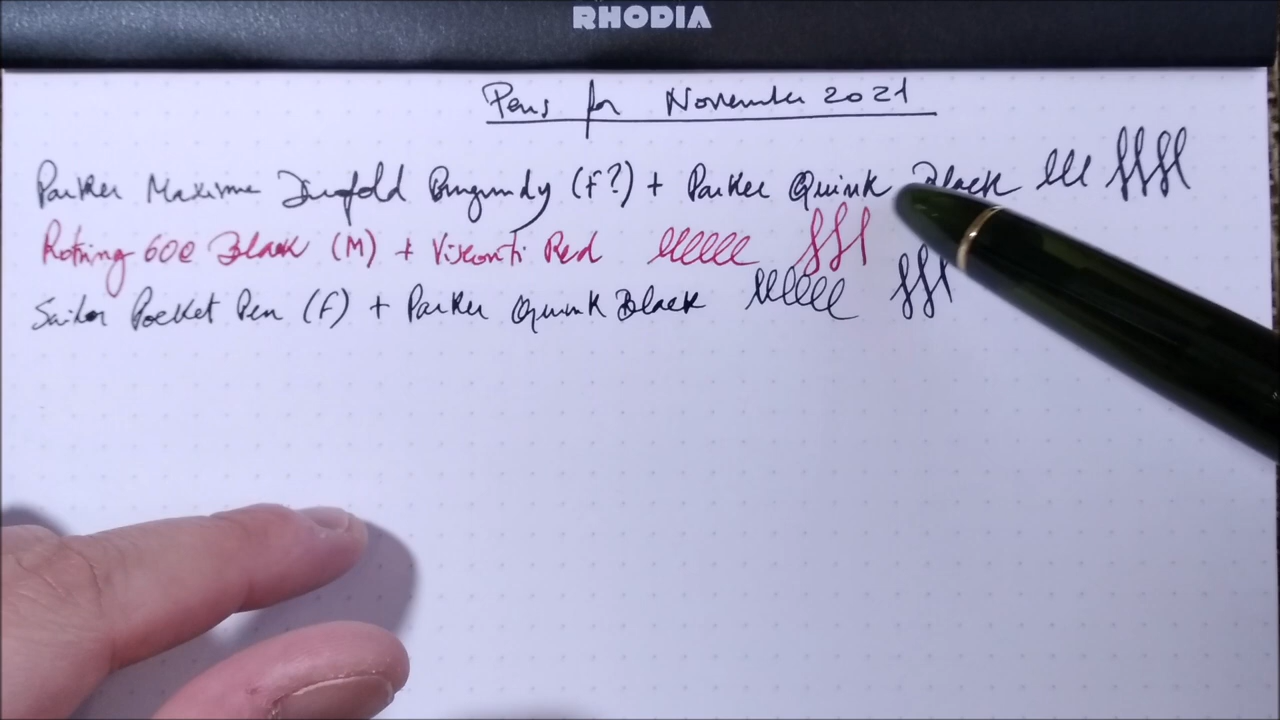 RHODIA
Pens for November 2021
Parker Maxima Duofold Burgundy (F?) + Parker Quink Black
Rotring 600 Black (M) + Visconti Red
Sailor Pocket Pen (F) + Parker Quink Black